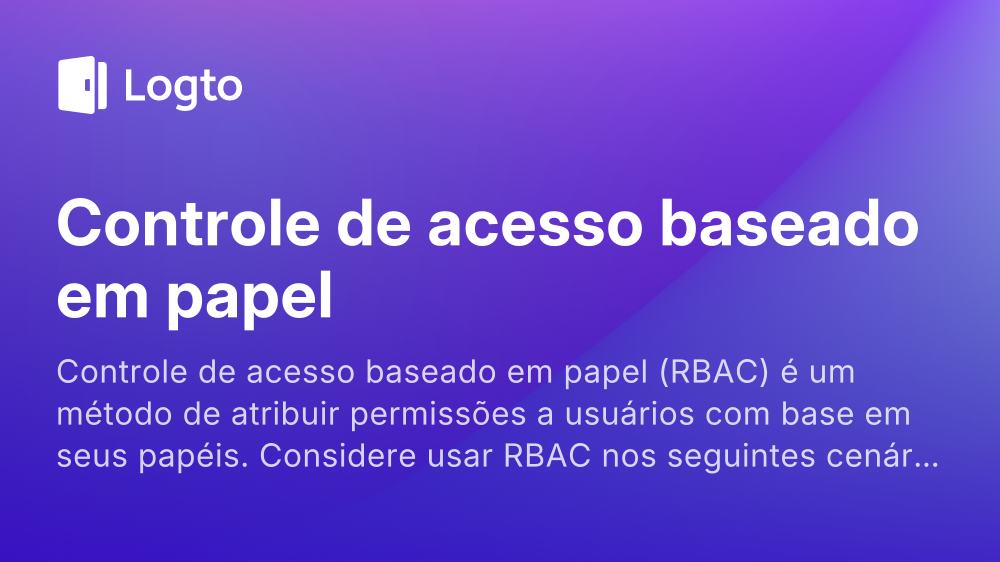 Logto
Controle de acesso baseado
em papel
Controle de acesso baseado em papel (RBAC) é um
método de atribuir permissões a usuários com base em
seus papéis. Considere usar RBAC nos seguintes cenár...